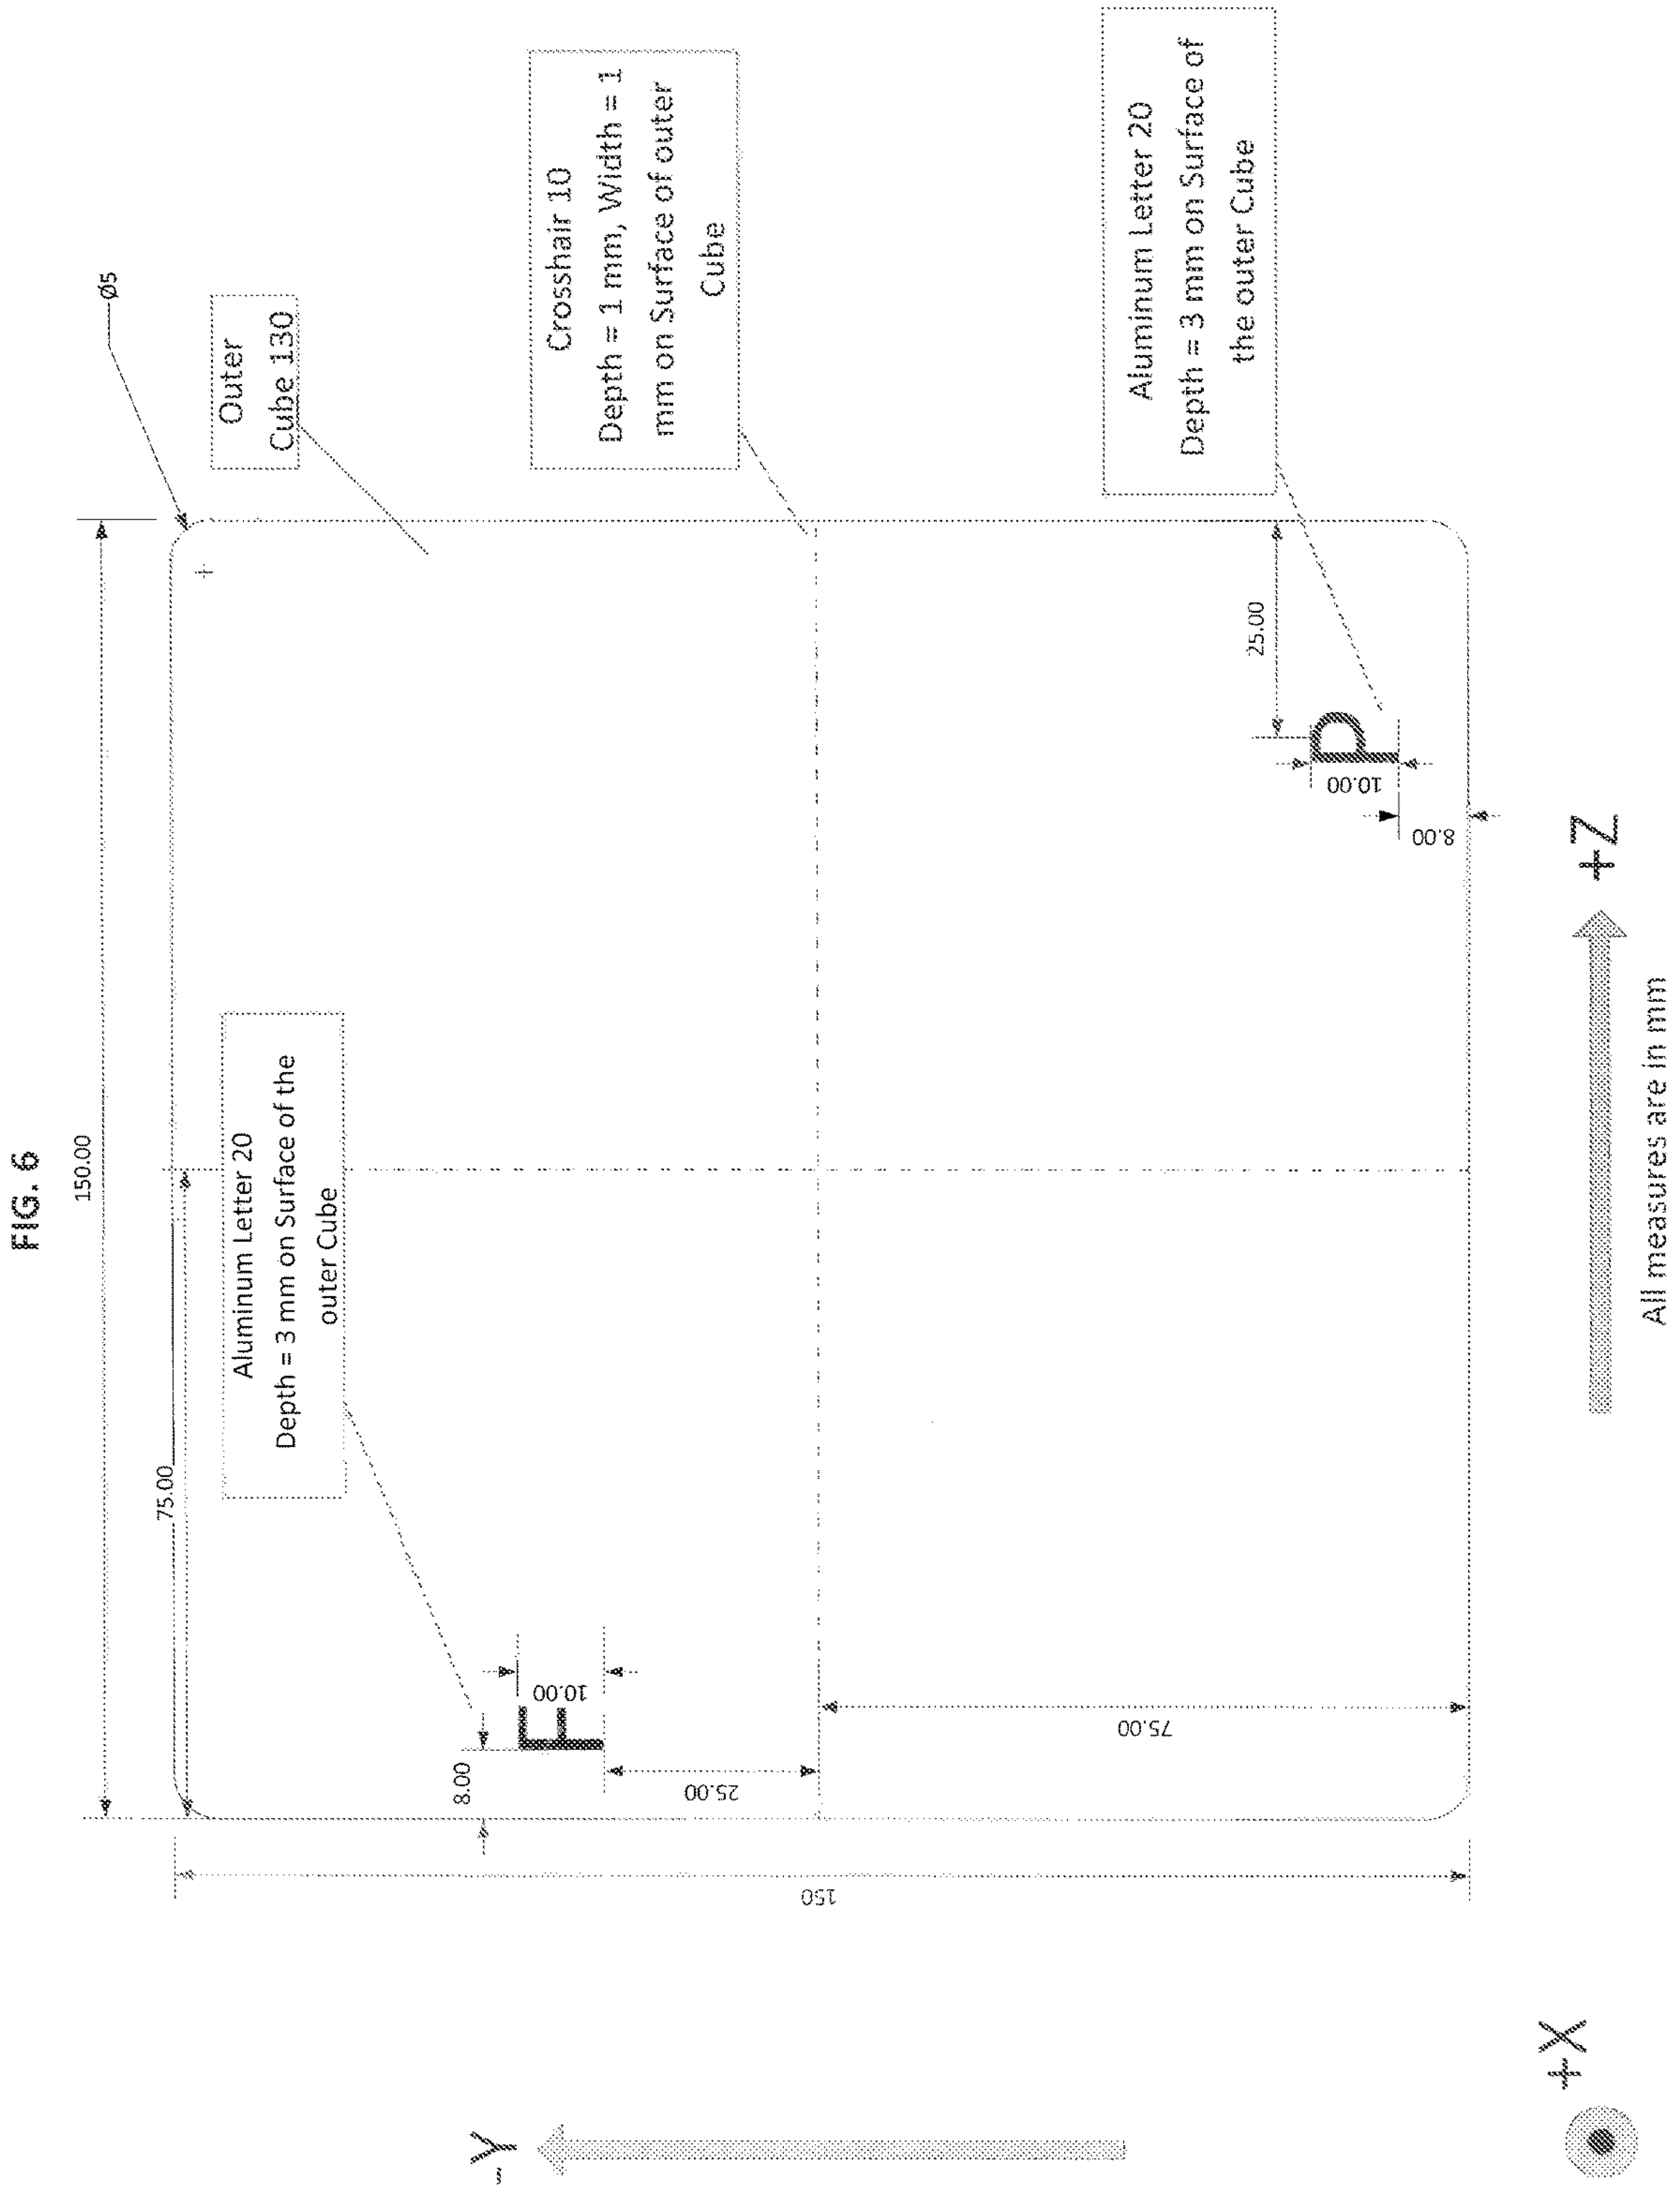 FIG. 6
150.00
Ø5
75.00
Aluminum Letter 20
Depth = 3 mm on Surface of the
outer Cube
Outer
Cube 130
8.00
F
10.00
-Y
Crosshair 10
Depth = 1 mm, Width = 1
mm on Surface of outer
Cube
25.00
150
75.00
Aluminum Letter 20
Depth = 3 mm on Surface of
the outer Cube
25.00
P
10.00
8.00
+X
+Z
All measures are in mm